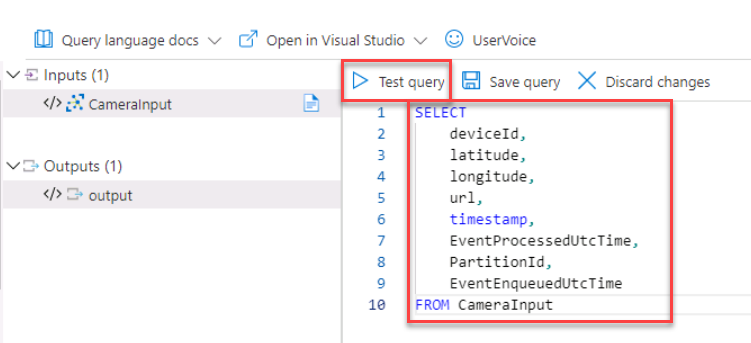 Query language docs Open in Visual Studio UserVoice
Inputs (1)
</> CameraInput
Outputs (1)
</> output
Test query Save query Discard changes
1 SELECT
2 deviceId,
3 latitude,
4 longitude,
5 url,
6 timestamp,
7 EventProcessedUtcTime,
8 PartitionId,
9 EventEnqueuedUtcTime
10 FROM CameraInput